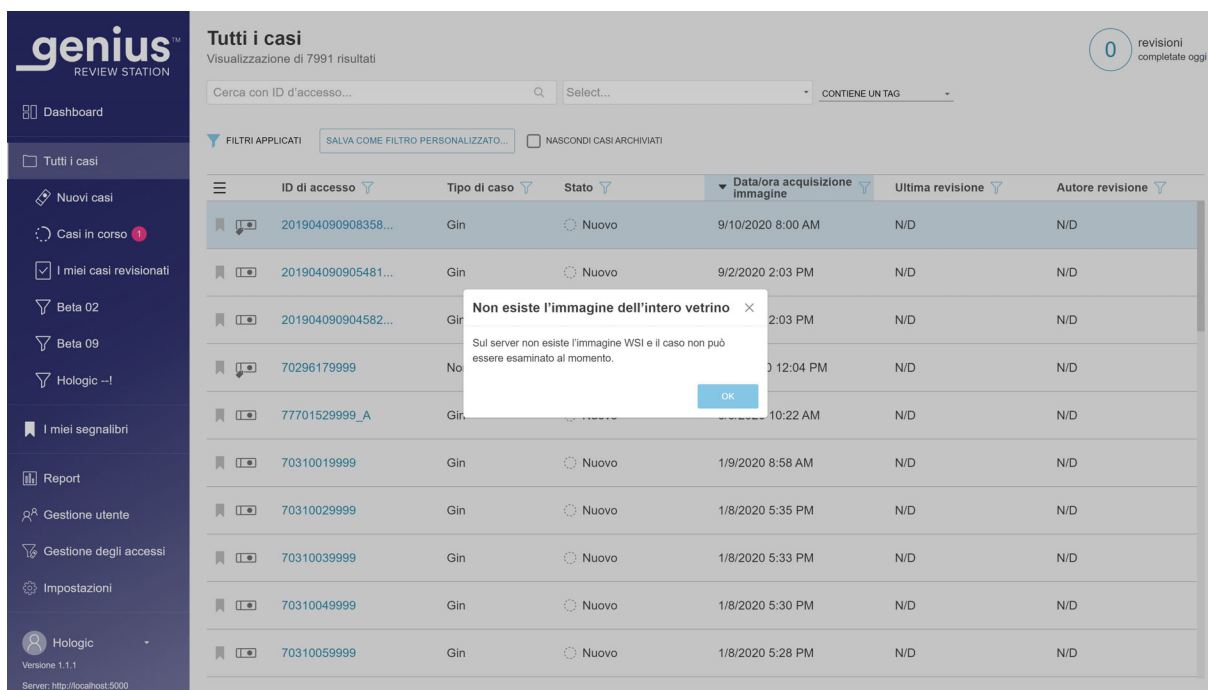 genius™
REVIEW STATION
Dashboard
Tutti i casi
Nuovi casi
Casi in corso 1
I miei casi revisionati
Beta 02
Beta 09
Hologic --!
I miei segnalibri
Report
Gestione utente
Gestione degli accessi
Impostazioni
Hologic
Versione 1.1.1
Server: http://localhost:5000
Tutti i casi
Visualizzazione di 7991 risultati
0 revisioni
completate oggi
Cerca con ID d'accesso... Select... CONTIENE UN TAG
FILTRI APPLICATI SALVA COME FILTRO PERSONALIZZATO... NASCONDI CASI ARCHIVIATI
ID di accesso Tipo di caso Stato Data/ora acquisizione immagine Ultima revisione Autore revisione
201904090908358... Gin Nuovo 9/10/2020 8:00 AM N/D N/D
201904090905481... Gin Nuovo 9/2/2020 2:03 PM N/D N/D
201904090904582... 2:03 PM N/D N/D
70296179999 12:04 PM N/D N/D
77701529999_A 10:22 AM N/D N/D
70310019999 Gin Nuovo 1/9/2020 8:58 AM N/D N/D
70310029999 Gin Nuovo 1/8/2020 5:35 PM N/D N/D
70310039999 Gin Nuovo 1/8/2020 5:33 PM N/D N/D
70310049999 Gin Nuovo 1/8/2020 5:30 PM N/D N/D
70310059999 Gin Nuovo 1/8/2020 5:28 PM N/D N/D
Non esiste l'immagine dell'intero vetrino
Sul server non esiste l'immagine WSI e il caso non può
essere esaminato al momento.
OK